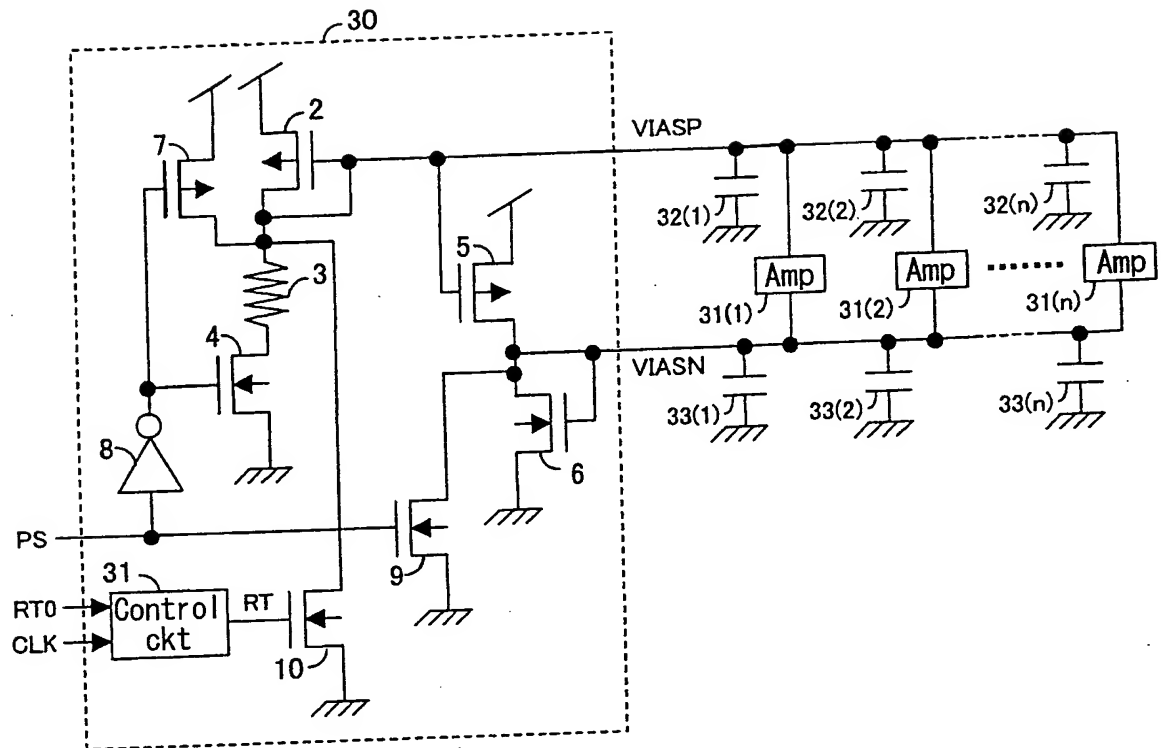 30
2
7
VIASP
32(1)
32(2)
32(n)
5
3
Amp
Amp
Amp
31(1)
31(2)
31(n)
4
VIASN
33(1)
33(2)
33(n)
8
6
PS
9
31
RT0
Control
ckt
RT
CLK
10